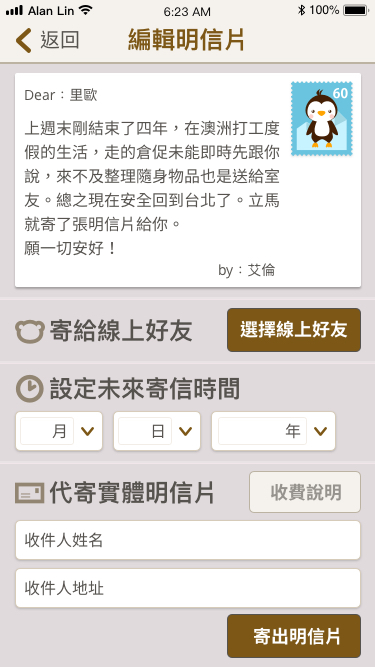 Alan Lin 6:23 AM 100%
返回 編輯明信片
Dear：里歐
60
上週末剛結束了四年，在澳洲打工度
假的生活，走的倉促未能即時先跟你
說，來不及整理隨身物品也是送給室
友。總之現在安全回到台北了。立馬
就寄了張明信片給你。
願一切安好！
by：艾倫
寄給線上好友 選擇線上好友
設定未來寄信時間
月 日 年
代寄實體明信片 收費說明
收件人姓名
收件人地址
寄出明信片